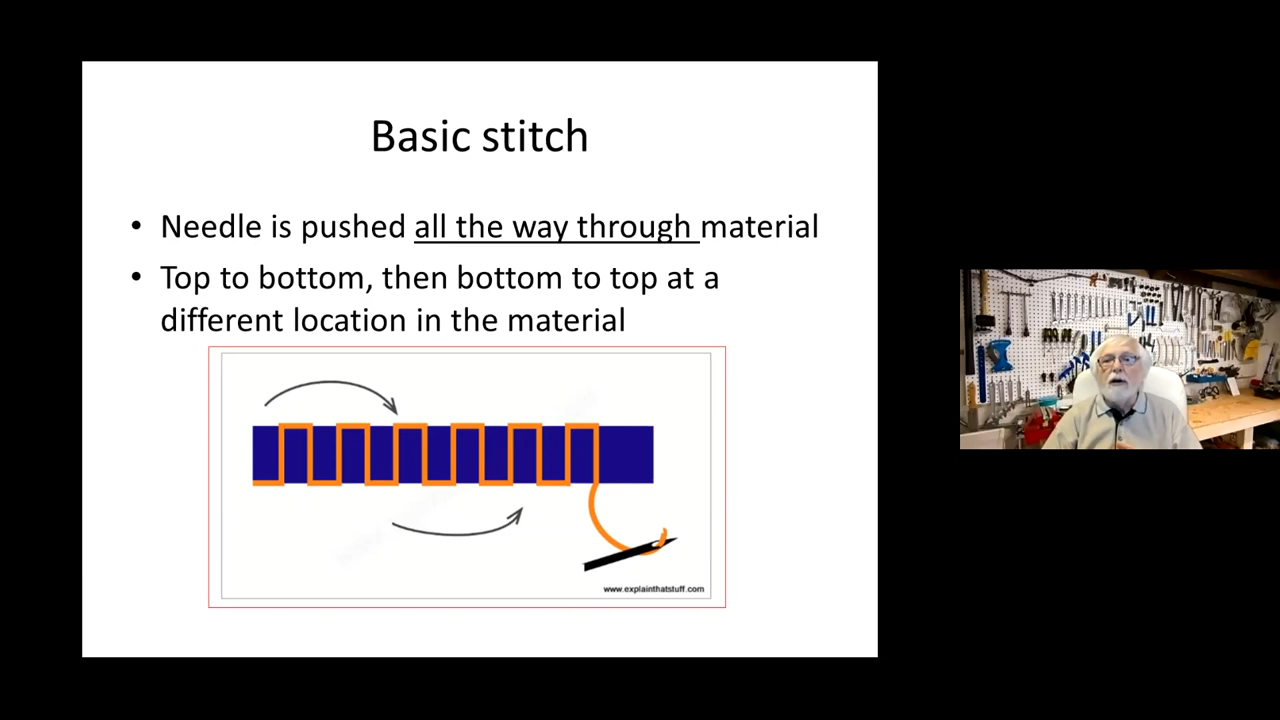 Basic stitch
• Needle is pushed all the way through material
• Top to bottom, then bottom to top at a
different location in the material
www.explainthatstuff.com